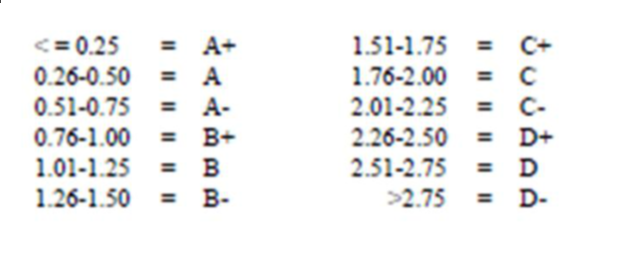 <= 0.25 = A+
0.26-0.50 = A
0.51-0.75 = A-
0.76-1.00 = B+
1.01-1.25 = B
1.26-1.50 = B-
1.51-1.75 = C+
1.76-2.00 = C
2.01-2.25 = C-
2.26-2.50 = D+
2.51-2.75 = D
>2.75 = D-